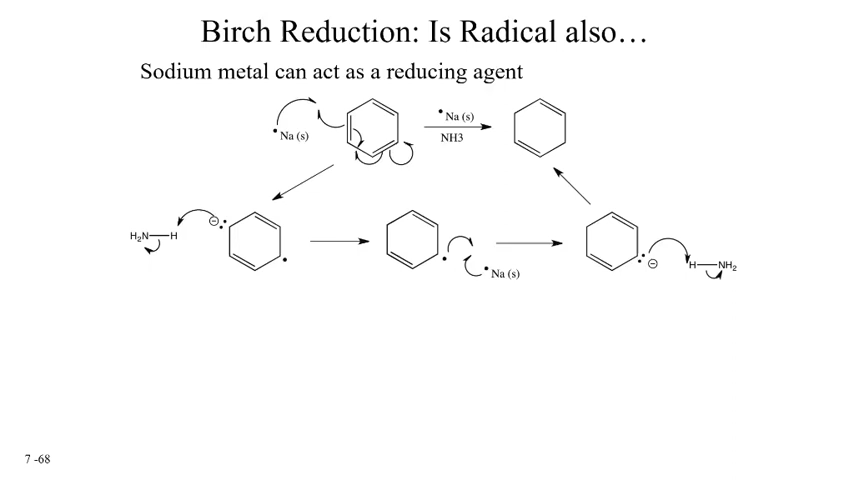 Birch Reduction: Is Radical also…
Sodium metal can act as a reducing agent
•Na (s)
•Na (s)
NH3
H₂N—H
•Na (s)
H—NH₂
7 -68